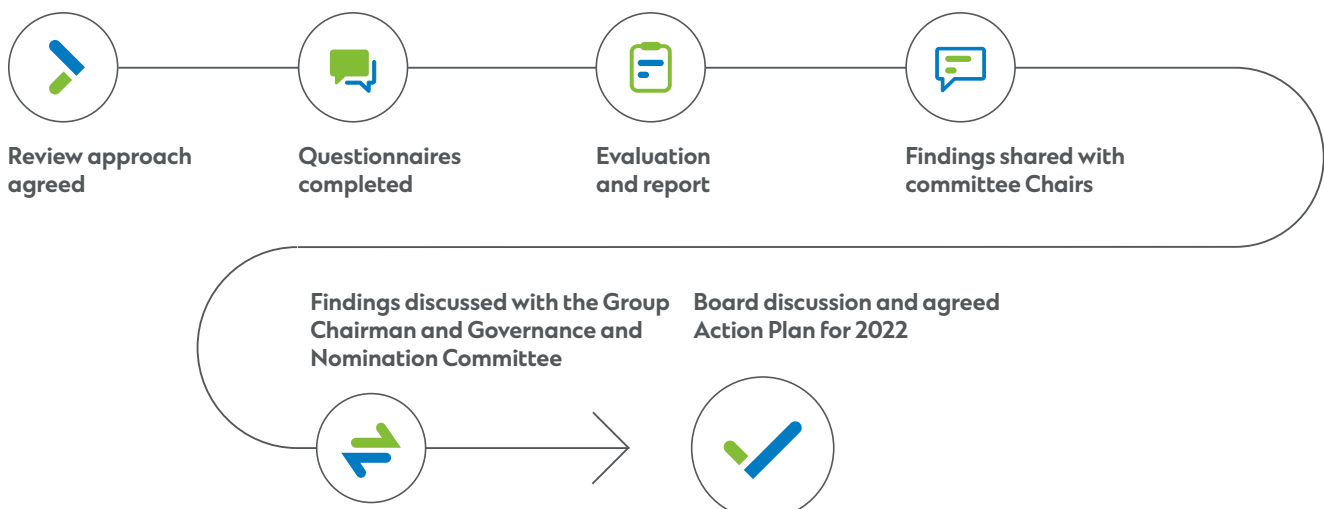 Review approach
agreed
Questionnaires
completed
Evaluation
and report
Findings shared with
committee Chairs
Findings discussed with the Group
Chairman and Governance and
Nomination Committee
Board discussion and agreed
Action Plan for 2022